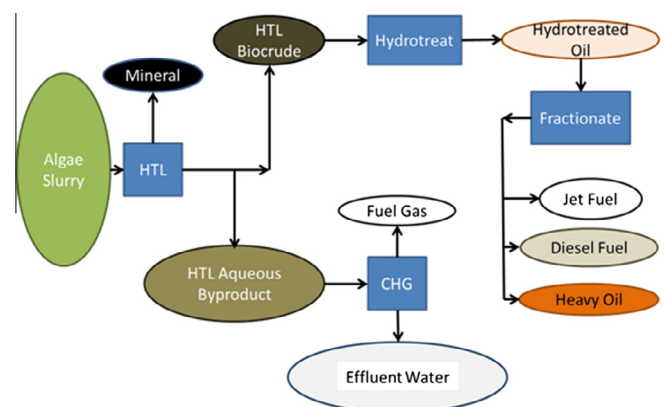 HTL
Biocrude
Hydrotreat
Hydrotreated
Oil
Mineral
Fractionate
Algae
Slurry
HTL
Jet Fuel
Fuel Gas
Diesel Fuel
HTL Aqueous
Byproduct
CHG
Heavy Oil
Effluent Water